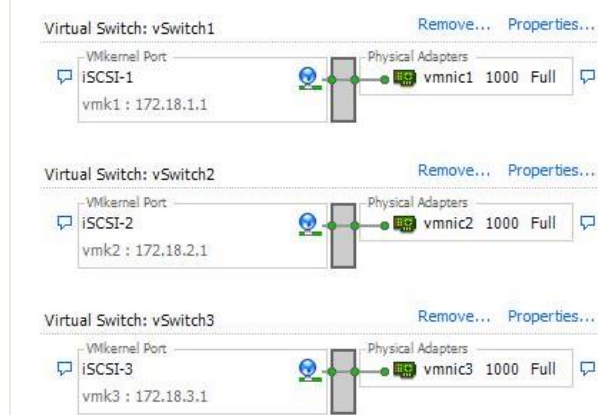 Virtual Switch: vSwitch1 Remove... Properties...
VMkernel Port Physical Adapters
iSCSI-1 vmnic1 1000 Full
vmk1 : 172.18.1.1
Virtual Switch: vSwitch2 Remove... Properties...
VMkernel Port Physical Adapters
iSCSI-2 vmnic2 1000 Full
vmk2 : 172.18.2.1
Virtual Switch: vSwitch3 Remove... Properties...
VMkernel Port Physical Adapters
iSCSI-3 vmnic3 1000 Full
vmk3 : 172.18.3.1